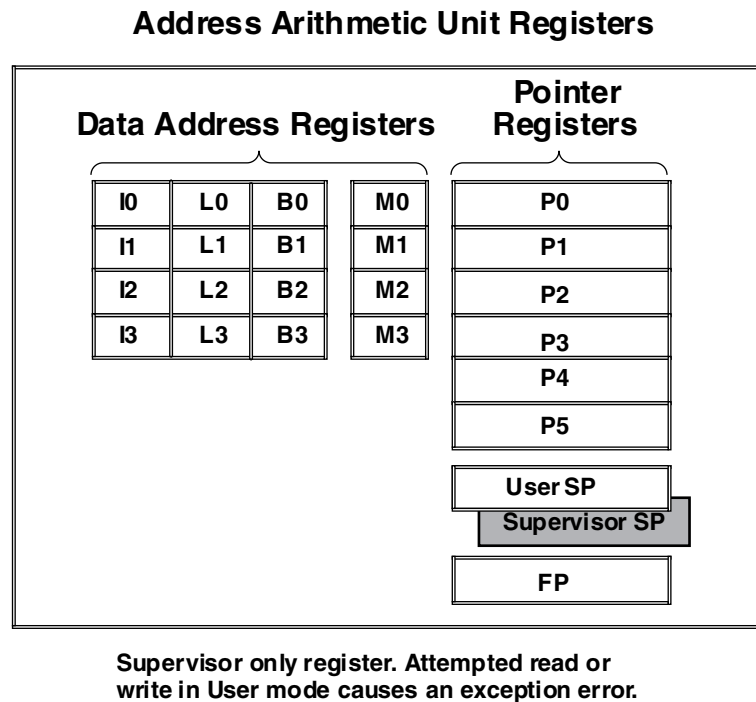 Address Arithmetic Unit Registers
Data Address Registers
Pointer
Registers
I0 L0 B0 M0 P0
I1 L1 B1 M1 P1
I2 L2 B2 M2 P2
I3 L3 B3 M3 P3
P4
P5
User SP
Supervisor SP
FP
Supervisor only register. Attempted read or
write in User mode causes an exception error.